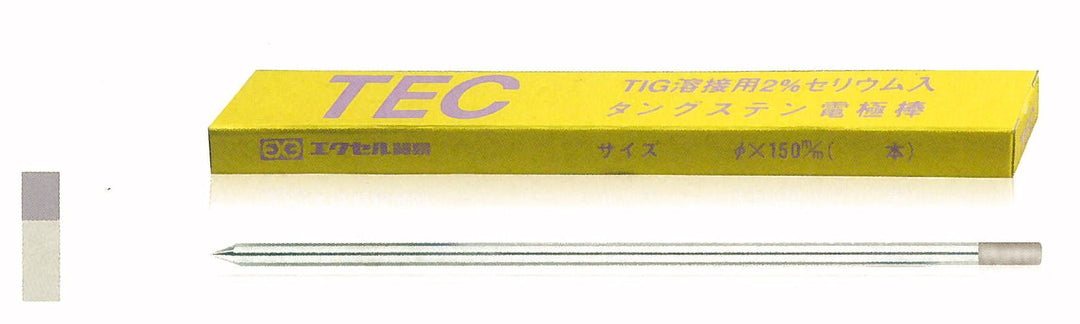 TEC
TIG溶接用2%セリウム入
タングステン電極棒
エクセル
サイズ φ×150m/m( 本)